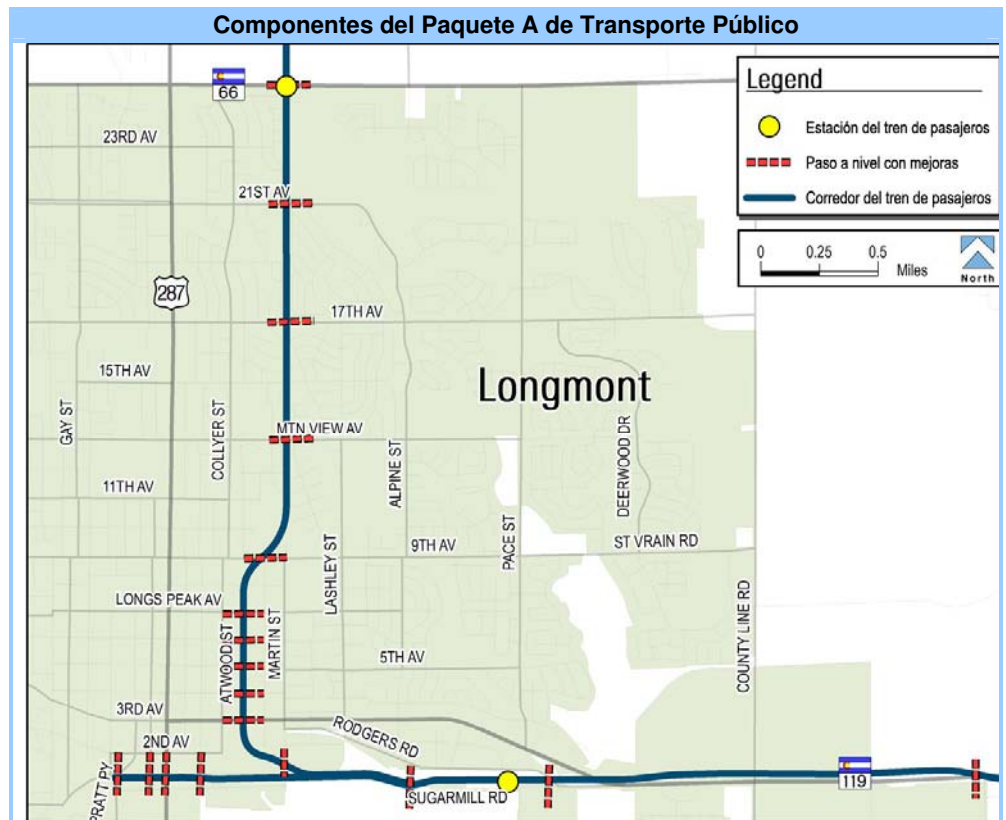 Componentes del Paquete A de Transporte Público
66
Legend
Estación del tren de pasajeros
Paso a nivel con mejoras
Corredor del tren de pasajeros
0 0.25 0.5
Miles
North
23RD AV
21ST AV
287
17TH AV
15TH AV
Longmont
GAY ST
COLLYER ST
MTN VIEW AV
ALPINE ST
DEERWOOD DR
11TH AV
LASHLEY ST
PACE ST
9TH AV
ST VRAIN RD
LONGS PEAK AV
ATWOOD ST
MARTIN ST
5TH AV
COUNTY LINE RD
3RD AV
RODGERS RD
2ND AV
PRATT PY
SUGARMILL RD
119